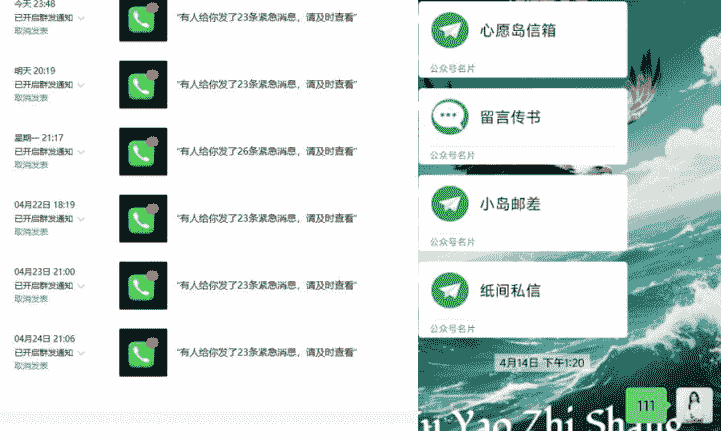 今天 23:48
已开启群发通知
取消发表
"有人给你发了23条紧急消息，请及时查看"
明天 20:19
已开启群发通知
取消发表
"有人给你发了23条紧急消息，请及时查看"
星期一 21:17
已开启群发通知
取消发表
"有人给你发了26条紧急消息，请及时查看"
04月22日 18:19
已开启群发通知
取消发表
"有人给你发了23条紧急消息，请及时查看"
04月23日 21:00
已开启群发通知
取消发表
"有人给你发了23条紧急消息，请及时查看"
04月24日 21:06
已开启群发通知
取消发表
"有人给你发了23条紧急消息，请及时查看"
心愿岛信箱
公众号名片
留言传书
公众号名片
小岛邮差
公众号名片
纸间私信
公众号名片
4月14日 下午1:20
111
Yao Zhi Shang